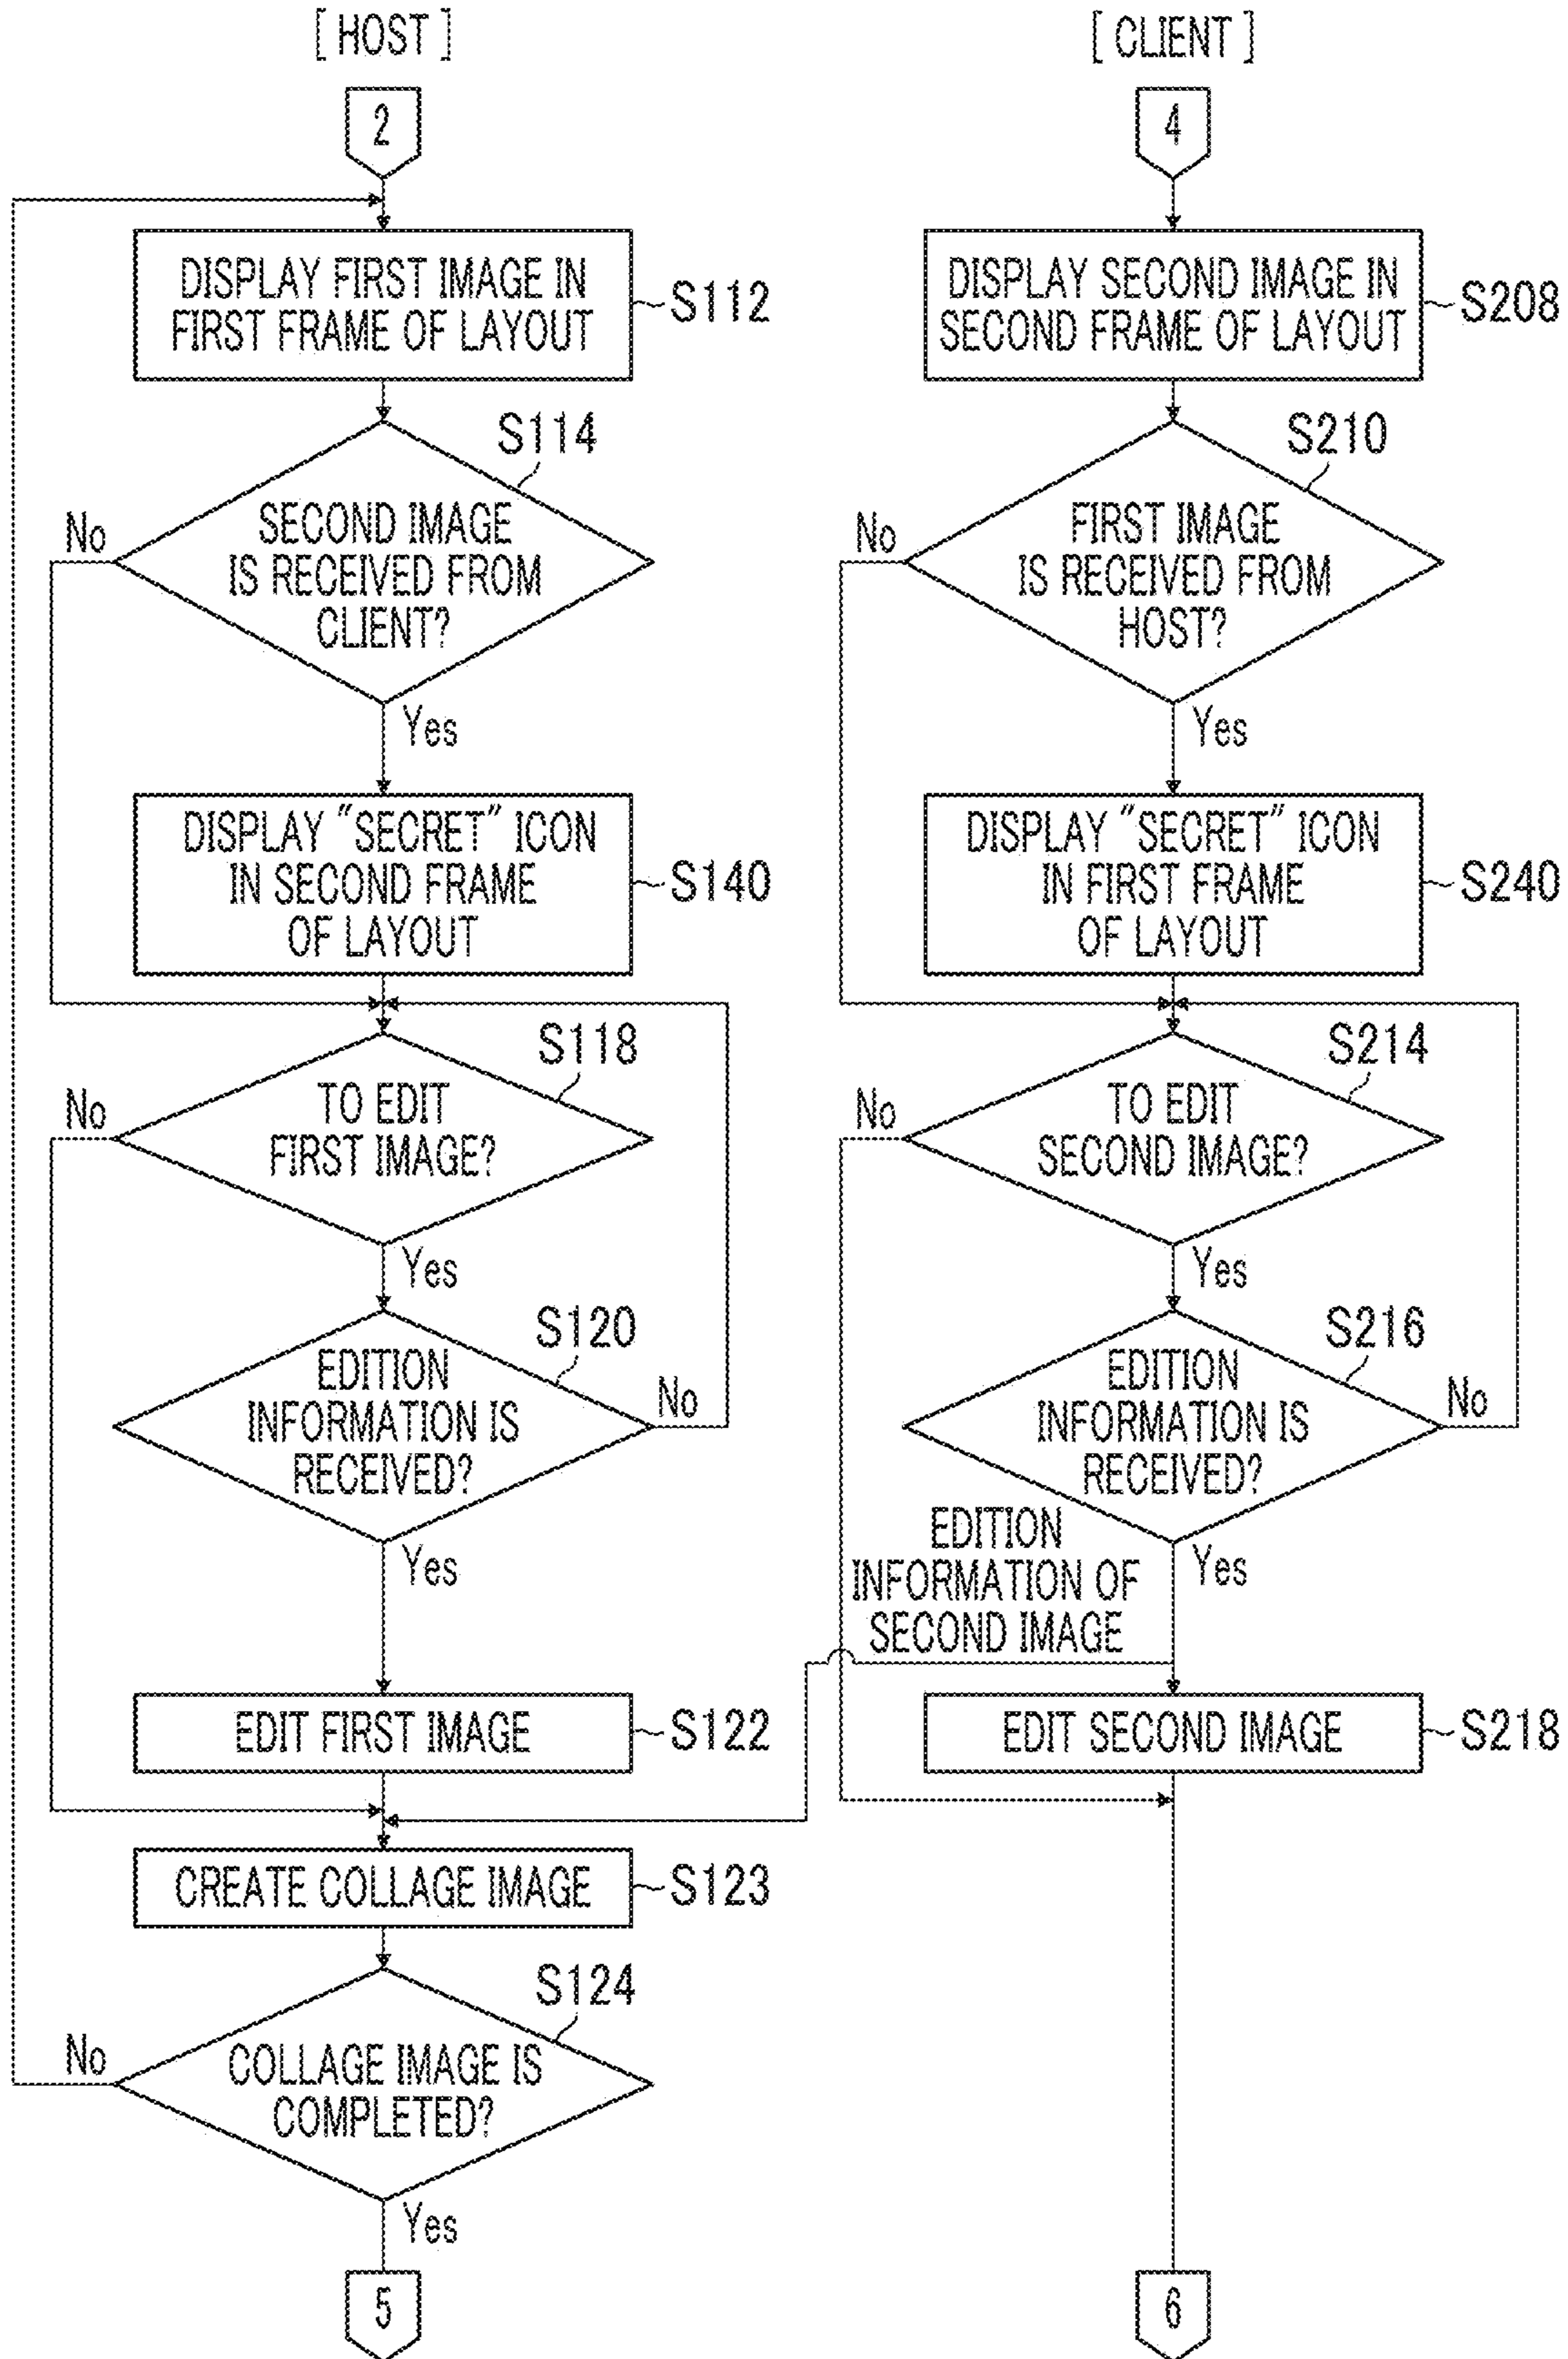 [ HOST ]
2
DISPLAY FIRST IMAGE IN
FIRST FRAME OF LAYOUT
S112
S114
SECOND IMAGE
IS RECEIVED FROM
CLIENT?
No
Yes
DISPLAY "SECRET" ICON
IN SECOND FRAME
OF LAYOUT
S140
S118
TO EDIT
FIRST IMAGE?
No
Yes
S120
EDITION
INFORMATION IS
RECEIVED?
No
Yes
EDIT FIRST IMAGE
S122
CREATE COLLAGE IMAGE
S123
S124
COLLAGE IMAGE IS
COMPLETED?
No
Yes
5
[ CLIENT ]
4
DISPLAY SECOND IMAGE IN
SECOND FRAME OF LAYOUT
S208
S210
FIRST IMAGE
IS RECEIVED FROM
HOST?
No
Yes
DISPLAY "SECRET" ICON
IN FIRST FRAME
OF LAYOUT
S240
S214
TO EDIT
SECOND IMAGE?
No
Yes
S216
EDITION
INFORMATION IS
RECEIVED?
No
Yes
EDITION
INFORMATION OF
SECOND IMAGE
EDIT SECOND IMAGE
S218
6